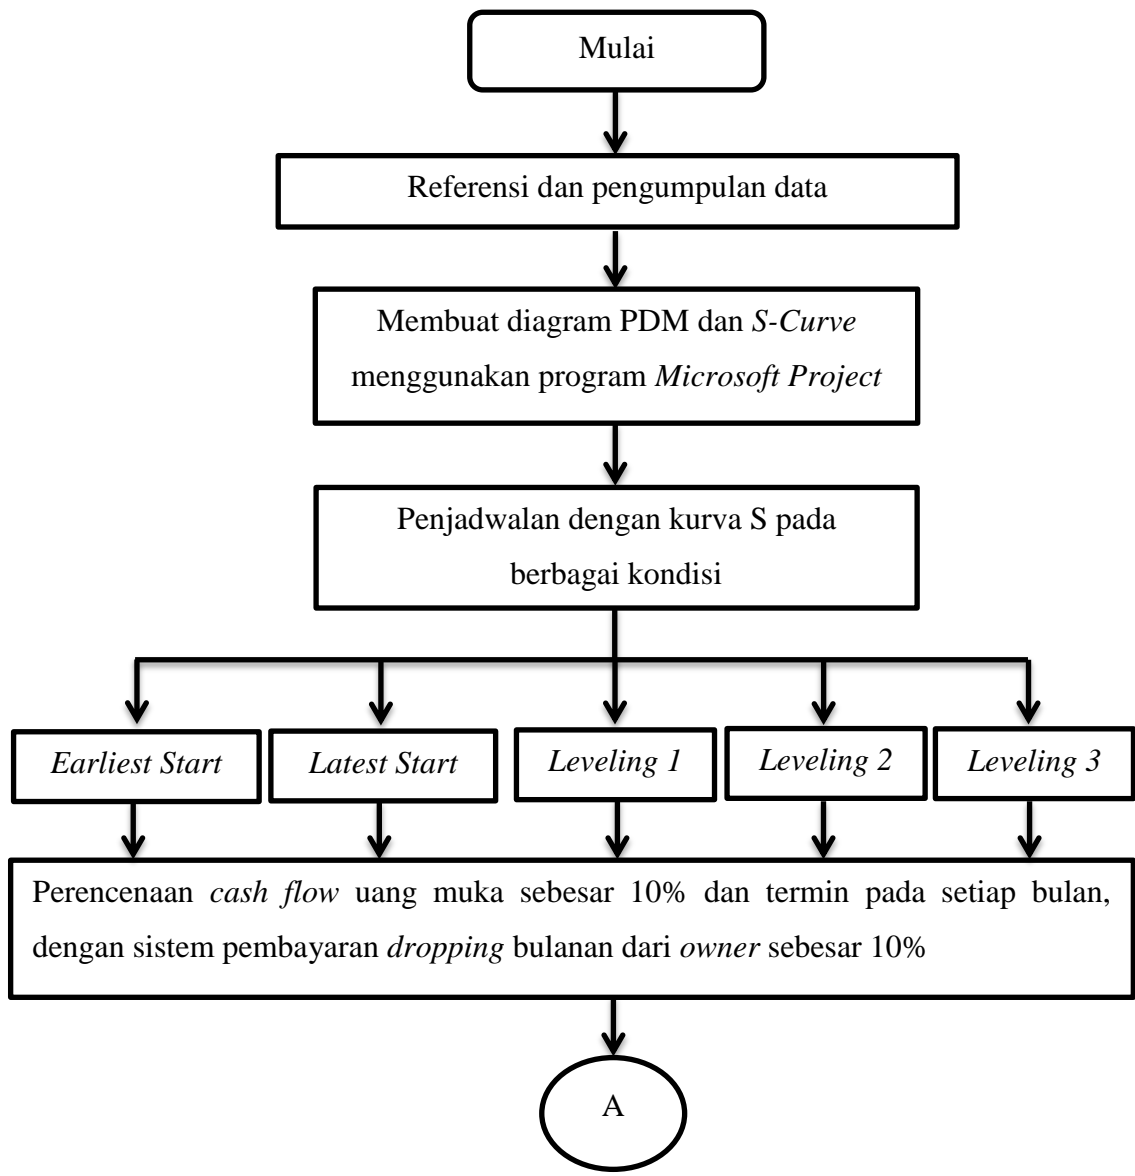 Mulai
Referensi dan pengumpulan data
Membuat diagram PDM dan S-Curve
menggunakan program Microsoft Project
Penjadwalan dengan kurva S pada
berbagai kondisi
Earliest Start
Latest Start
Leveling 1
Leveling 2
Leveling 3
Perencenaan cash flow uang muka sebesar 10% dan termin pada setiap bulan,
dengan sistem pembayaran dropping bulanan dari owner sebesar 10%
A